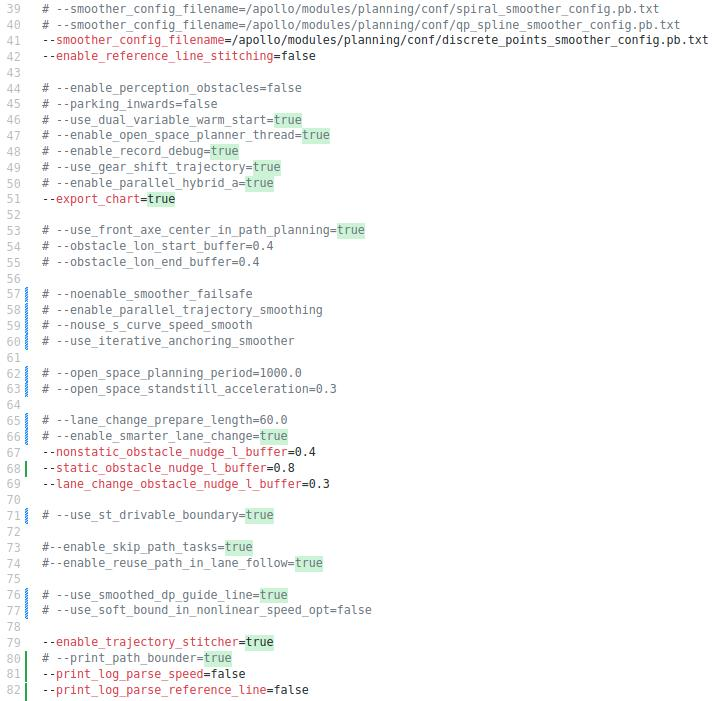 39 # --smoother_config_filename=/apollo/modules/planning/conf/spiral_smoother_config.pb.txt
40 # --smoother_config_filename=/apollo/modules/planning/conf/qp_spline_smoother_config.pb.txt
41 --smoother_config_filename=/apollo/modules/planning/conf/discrete_points_smoother_config.pb.txt
42 --enable_reference_line_stitching=false
43
44 # --enable_perception_obstacles=false
45 # --parking_inwards=false
46 # --use_dual_variable_warm_start=true
47 # --enable_open_space_planner_thread=true
48 # --enable_record_debug=true
49 # --use_gear_shift_trajectory=true
50 # --enable_parallel_hybrid_a=true
51 --export_chart=true
52
53 # --use_front_axe_center_in_path_planning=true
54 # --obstacle_lon_start_buffer=0.4
55 # --obstacle_lon_end_buffer=0.4
56
57 # --noenable_smoother_failsafe
58 # --enable_parallel_trajectory_smoothing
59 # --nouse_s_curve_speed_smooth
60 # --use_iterative_anchoring_smoother
61
62 # --open_space_planning_period=1000.0
63 # --open_space_standstill_acceleration=0.3
64
65 # --lane_change_prepare_length=60.0
66 # --enable_smarter_lane_change=true
67 --nonstatic_obstacle_nudge_l_buffer=0.4
68 --static_obstacle_nudge_l_buffer=0.8
69 --lane_change_obstacle_nudge_l_buffer=0.3
70
71 # --use_st_drivable_boundary=true
72
73 #--enable_skip_path_tasks=true
74 #--enable_reuse_path_in_lane_follow=true
75
76 # --use_smoothed_dp_guide_line=true
77 # --use_soft_bound_in_nonlinear_speed_opt=false
78
79 --enable_trajectory_stitcher=true
80 # --print_path_bounder=true
81 --print_log_parse_speed=false
82 --print_log_parse_reference_line=false